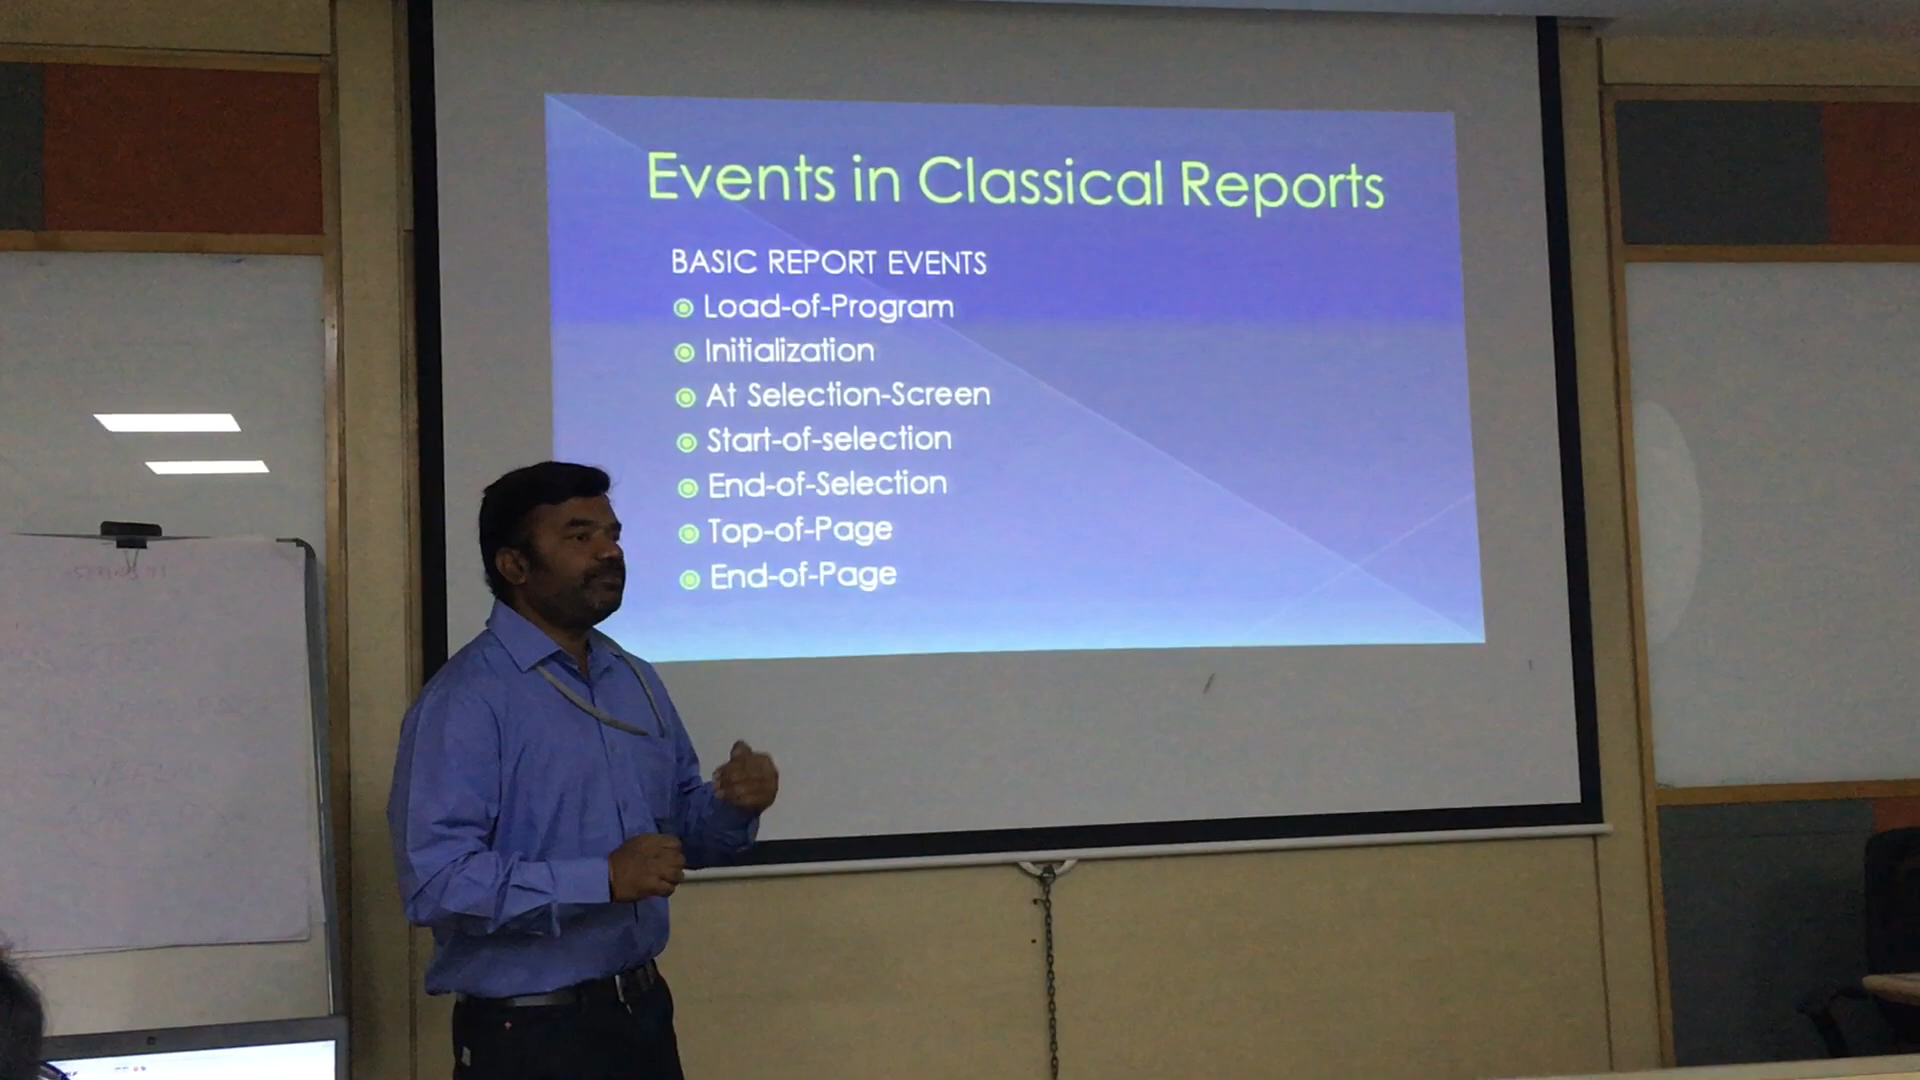 Events in Classical Reports
BASIC REPORT EVENTS
Load-of-Program
Initialization
At Selection-Screen
Start-of-selection
End-of-Selection
Top-of-Page
End-of-Page